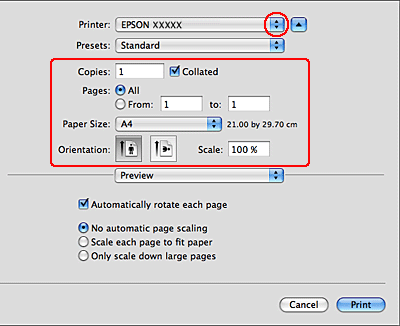 Printer: EPSON XXXXX
Presets: Standard
Copies: 1 Collated
Pages: All
From: 1 to: 1
Paper Size: A4 21.00 by 29.70 cm
Orientation: Scale: 100 %
Preview
Automatically rotate each page
No automatic page scaling
Scale each page to fit paper
Only scale down large pages
Cancel Print